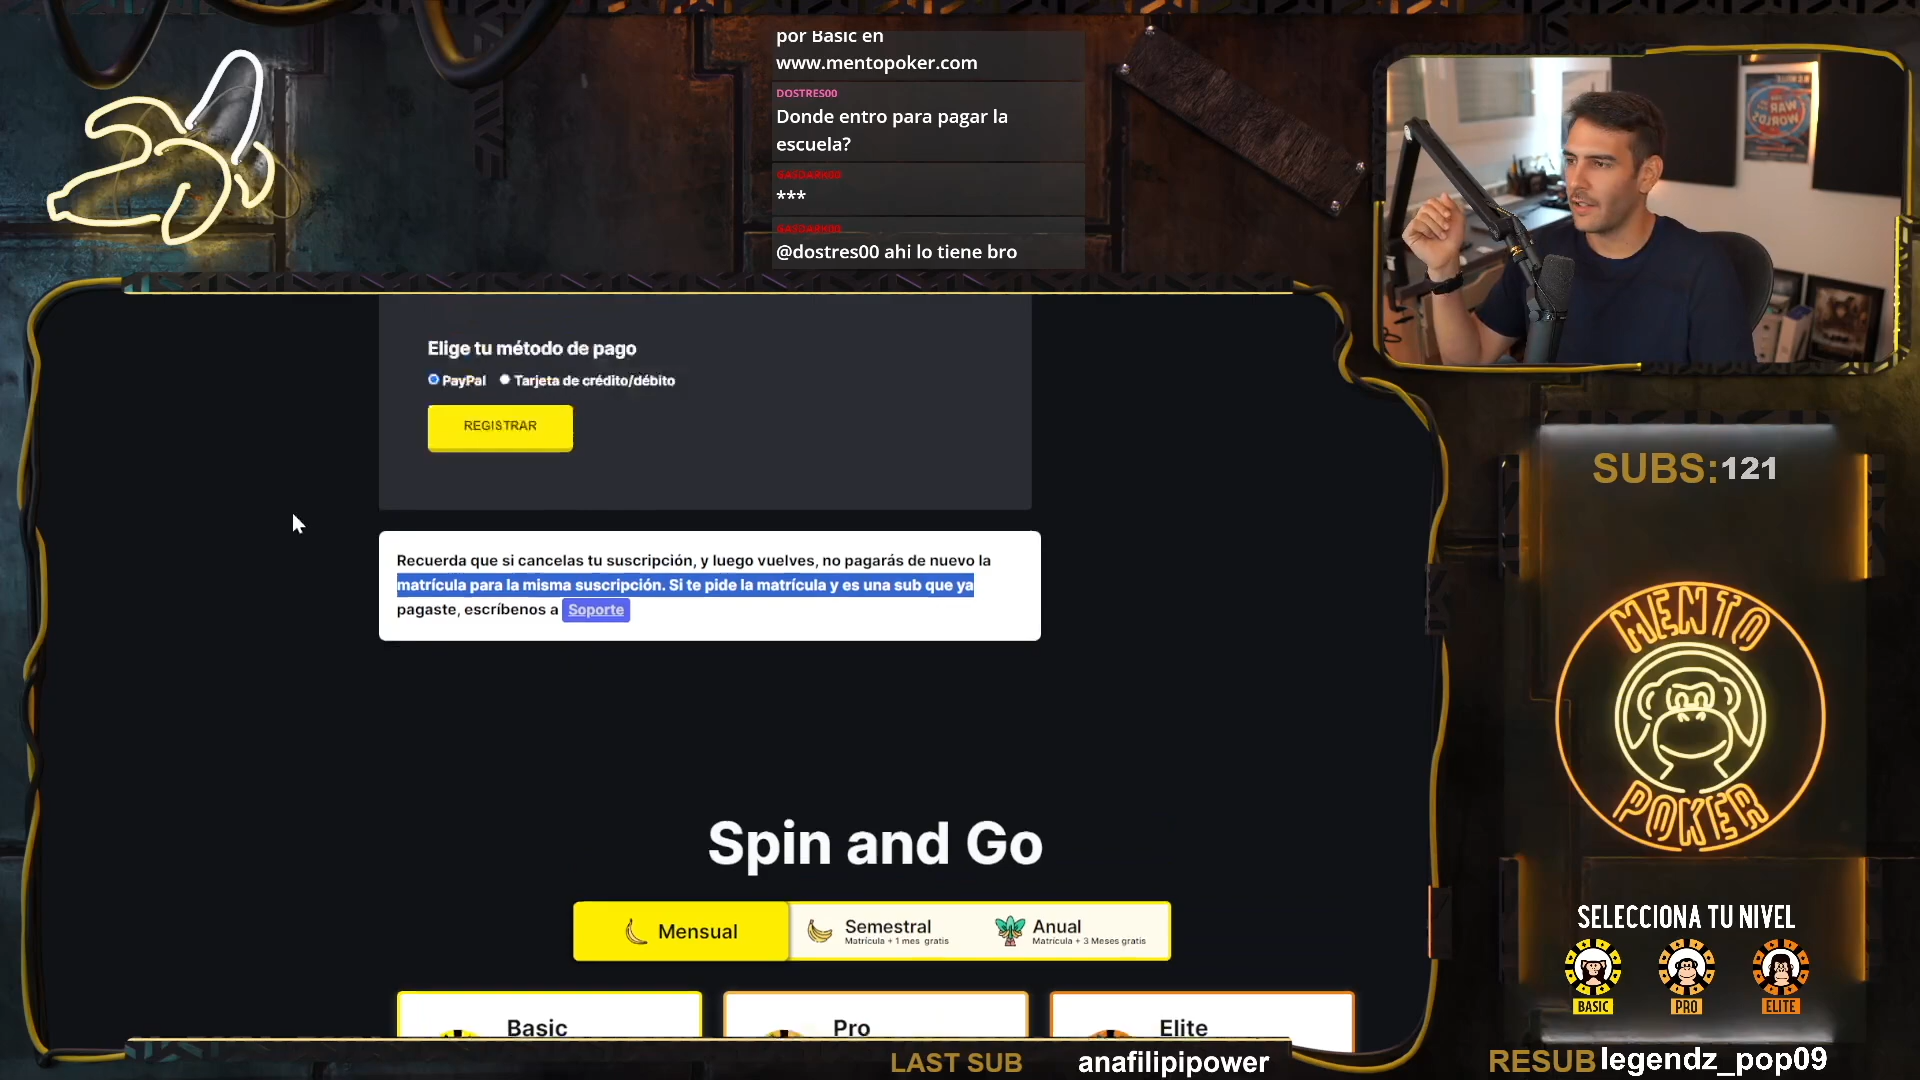 por Basic en
www.mentopoker.com
DOSTRES00
Donde entro para pagar la
escuela?
***
@dostres00 ahi lo tiene bro
WAR
WORLDS
Elige tu método de pago
PayPal
Tarjeta de crédito/débito
REGISTRAR
Recuerda que si cancelas tu suscripción, y luego vuelves, no pagarás de nuevo la
matrícula para la misma suscripción. Si te pide la matrícula y es una sub que ya
pagaste, escríbenos a Soporte
Spin and Go
Mensual
Semestral
Matrícula + 1 mes gratis
Anual
Matrícula + 3 Meses gratis
Basic
Pro
Elite
SUBS:121
MENTO
POKER
SELECCIONA TU NIVEL
BASIC
PRO
ELITE
LAST SUB anafilipipower
RESUB legendz_pop09